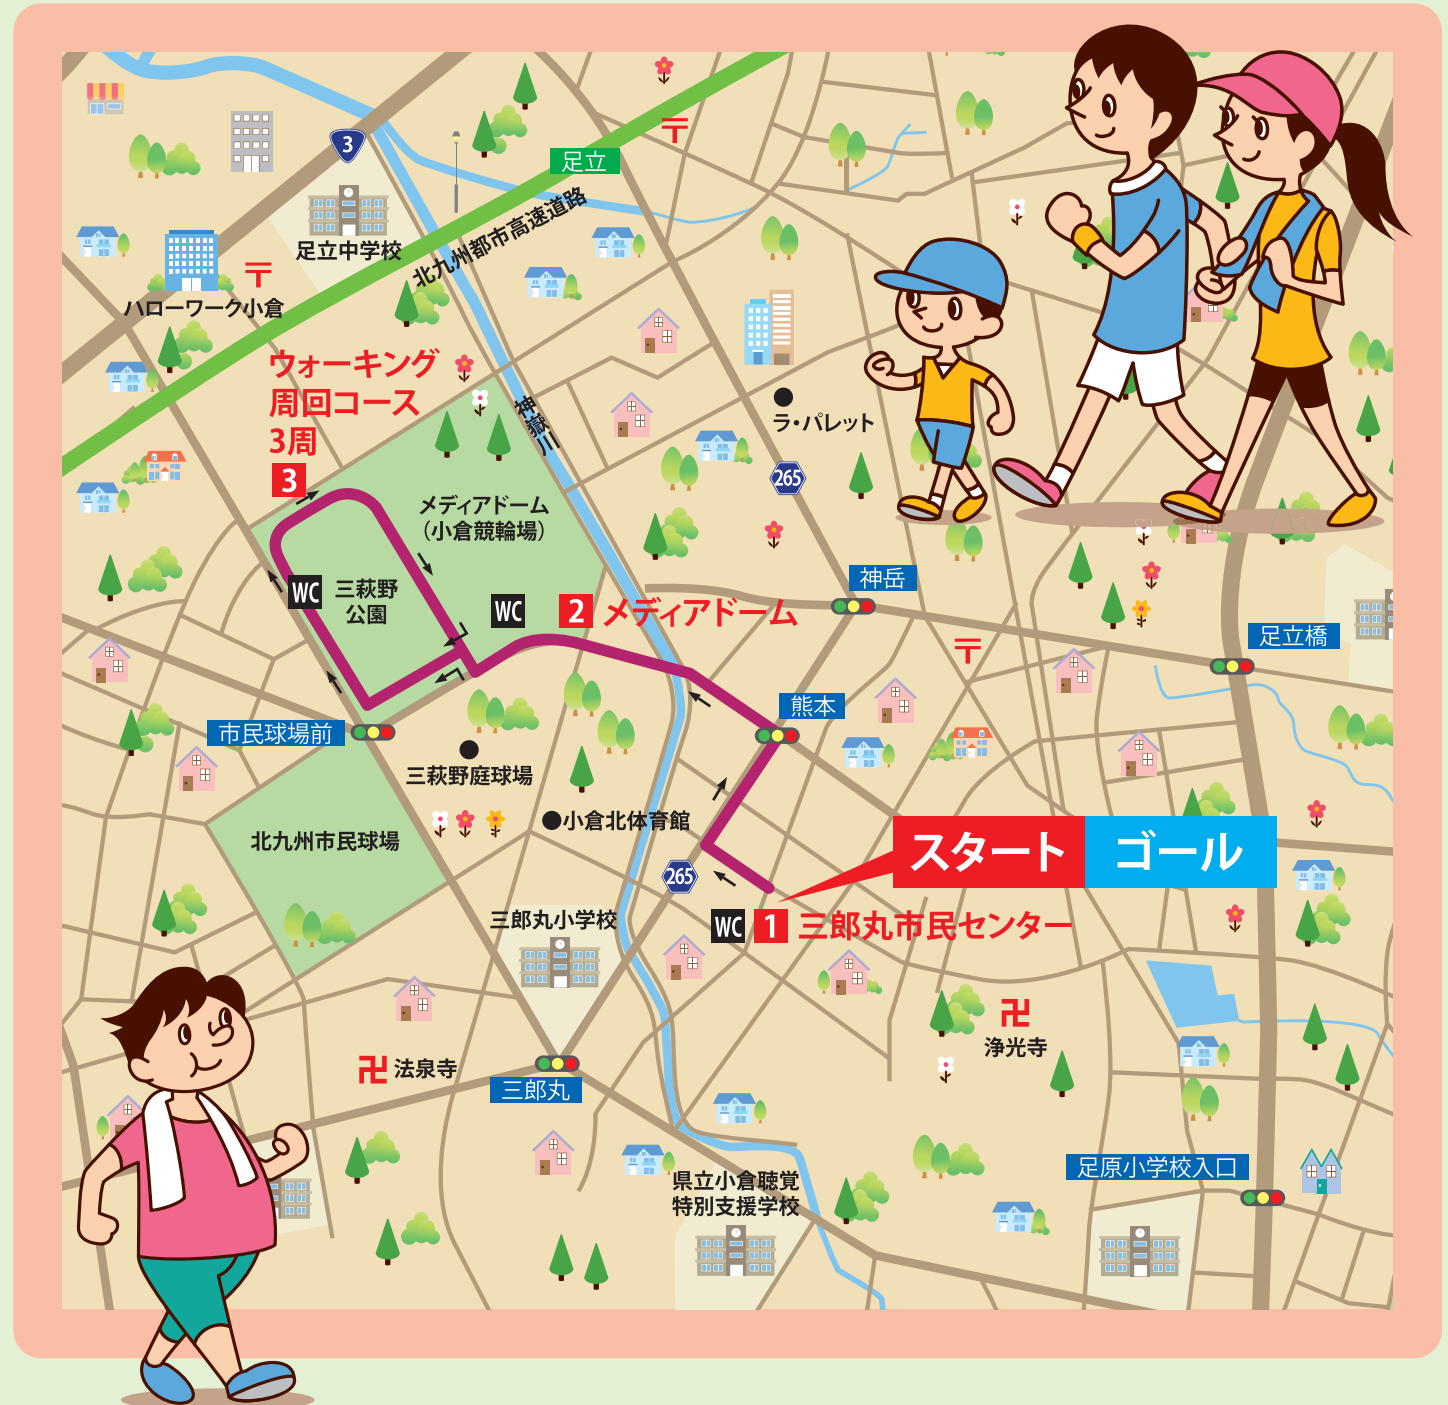 3
足立
足立中学校
北九州都市高速道路
〒
〒
ハローワーク小倉
ウォーキング
周回コース
3周
3
神嶽川
ラ・パレット
265
メディアドーム
(小倉競輪場)
神岳
WC
三萩野
公園
WC
2 メディアドーム
足立橋
〒
熊本
市民球場前
三萩野庭球場
小倉北体育館
北九州市民球場
スタート ゴール
265
三郎丸小学校
WC 1 三郎丸市民センター
卍 浄光寺
卍 法泉寺
三郎丸
足原小学校入口
県立小倉聴覚
特別支援学校